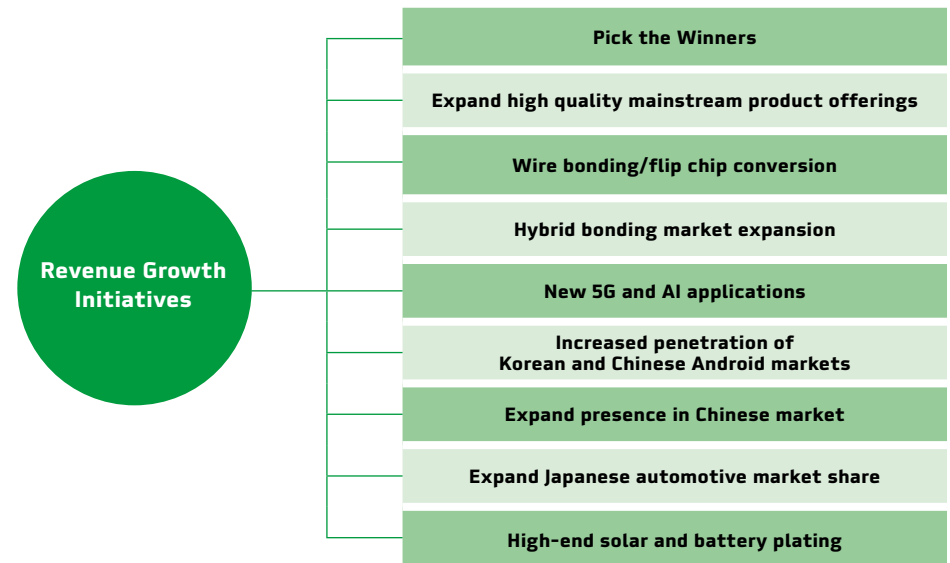 Revenue Growth
Initiatives
Pick the Winners
Expand high quality mainstream product offerings
Wire bonding/flip chip conversion
Hybrid bonding market expansion
New 5G and AI applications
Increased penetration of
Korean and Chinese Android markets
Expand presence in Chinese market
Expand Japanese automotive market share
High-end solar and battery plating